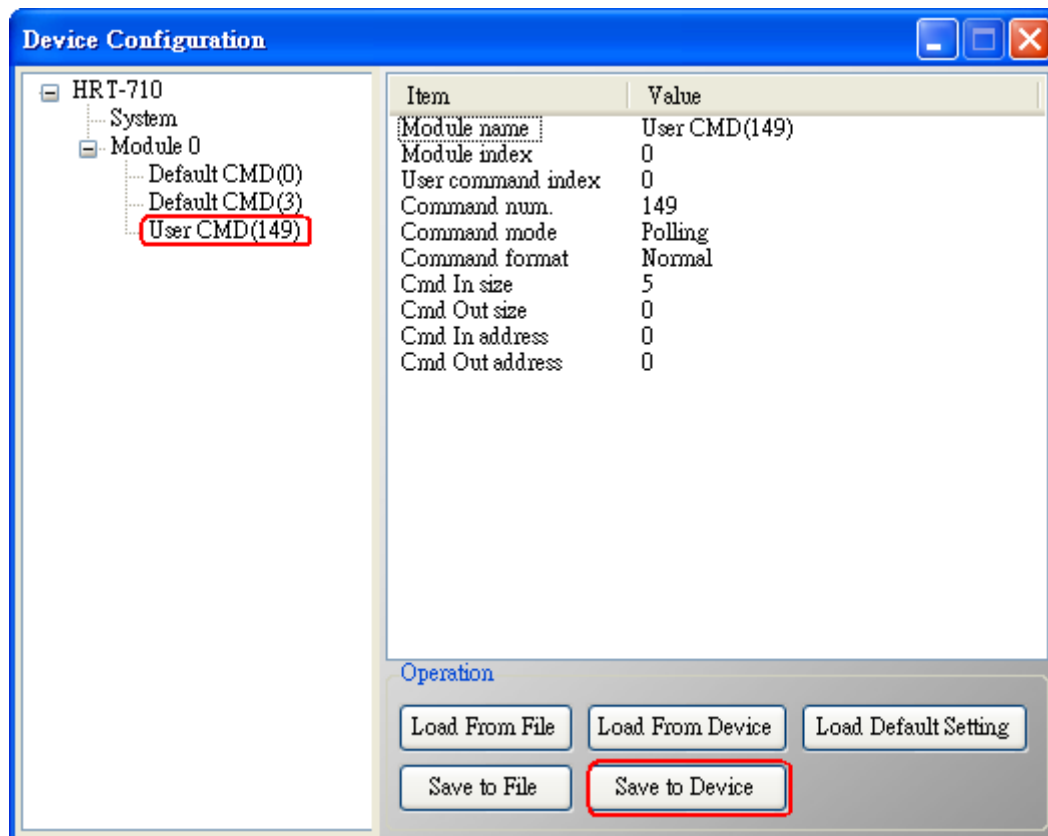 Device Configuration
HRT-710
System
Module 0
Default CMD(0)
Default CMD(3)
User CMD(149)
Item Value
Module name User CMD(149)
Module index 0
User command index 0
Command num. 149
Command mode Polling
Command format Normal
Cmd In size 5
Cmd Out size 0
Cmd In address 0
Cmd Out address 0
Operation
Load From File Load From Device Load Default Setting
Save to File Save to Device